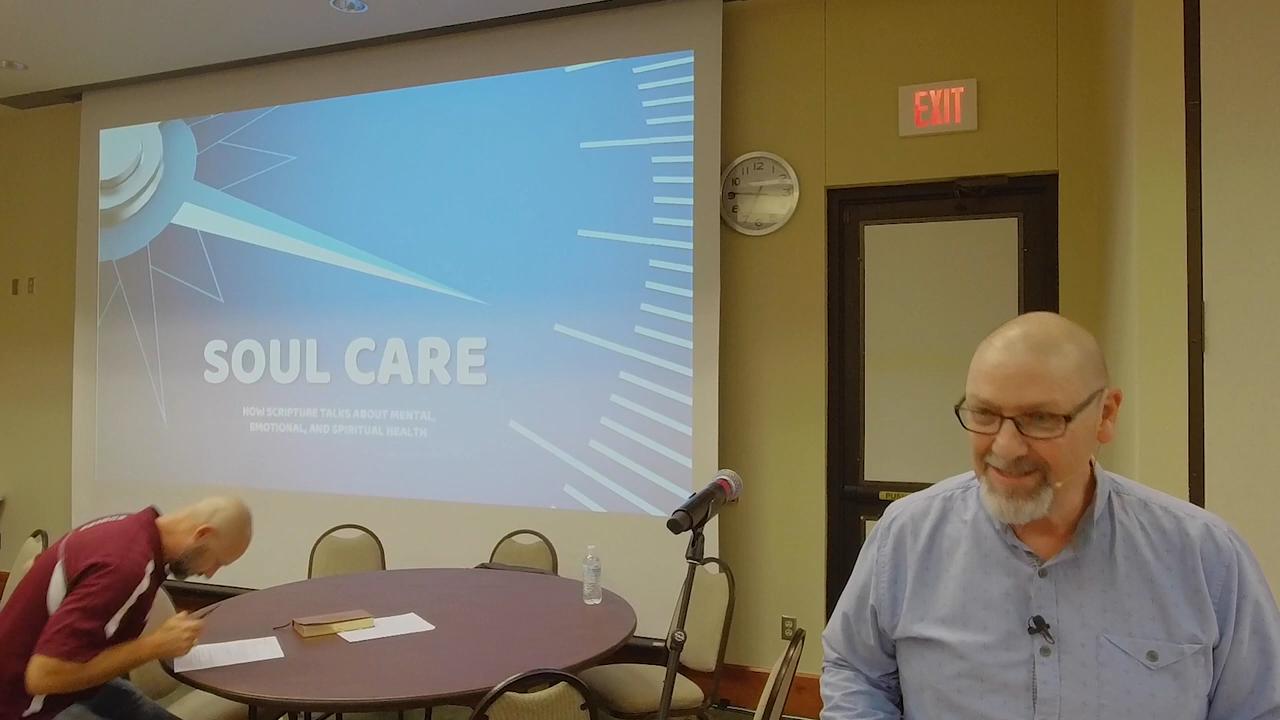 EXIT
SOUL CARE
HOW SCRIPTURE TALKS ABOUT MENTAL,
EMOTIONAL, AND SPIRITUAL HEALTH